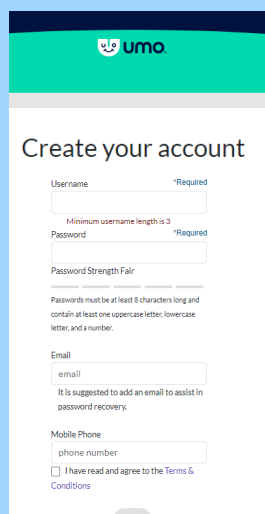 umo
Create your account
Username *Required
Minimum username length is 3
Password *Required
Password Strength Fair
Passwords must be at least 8 characters long and
contain at least one uppercase letter, lowercase
letter, and a number.
Email
email
It is suggested to add an email to assist in
password recovery.
Mobile Phone
phone number
I have read and agree to the Terms &
Conditions